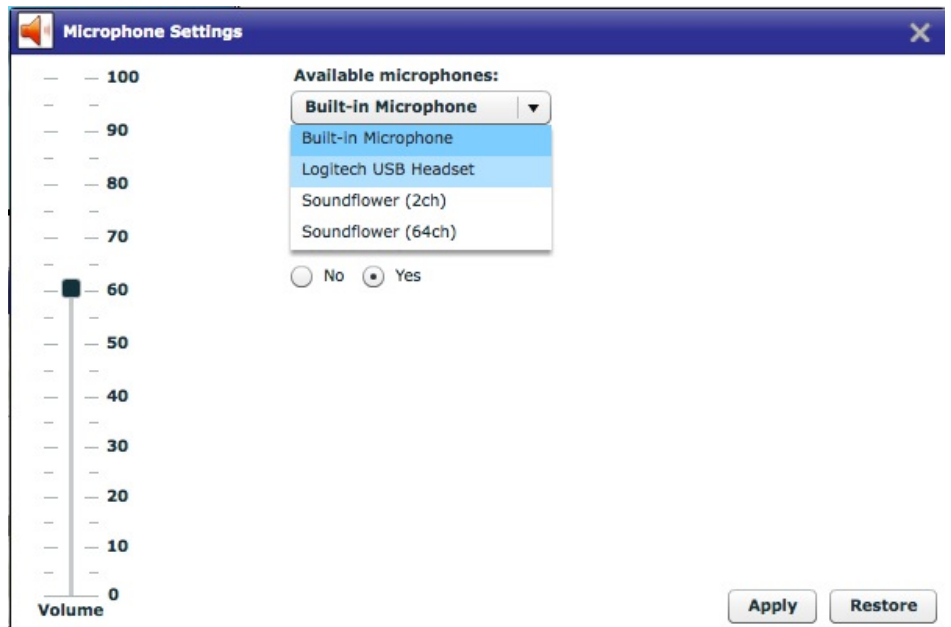 Microphone Settings
100
90
80
70
60
50
40
30
20
10
0
Volume
Available microphones:
Built-in Microphone
Built-in Microphone
Logitech USB Headset
Soundflower (2ch)
Soundflower (64ch)
No Yes
Apply Restore